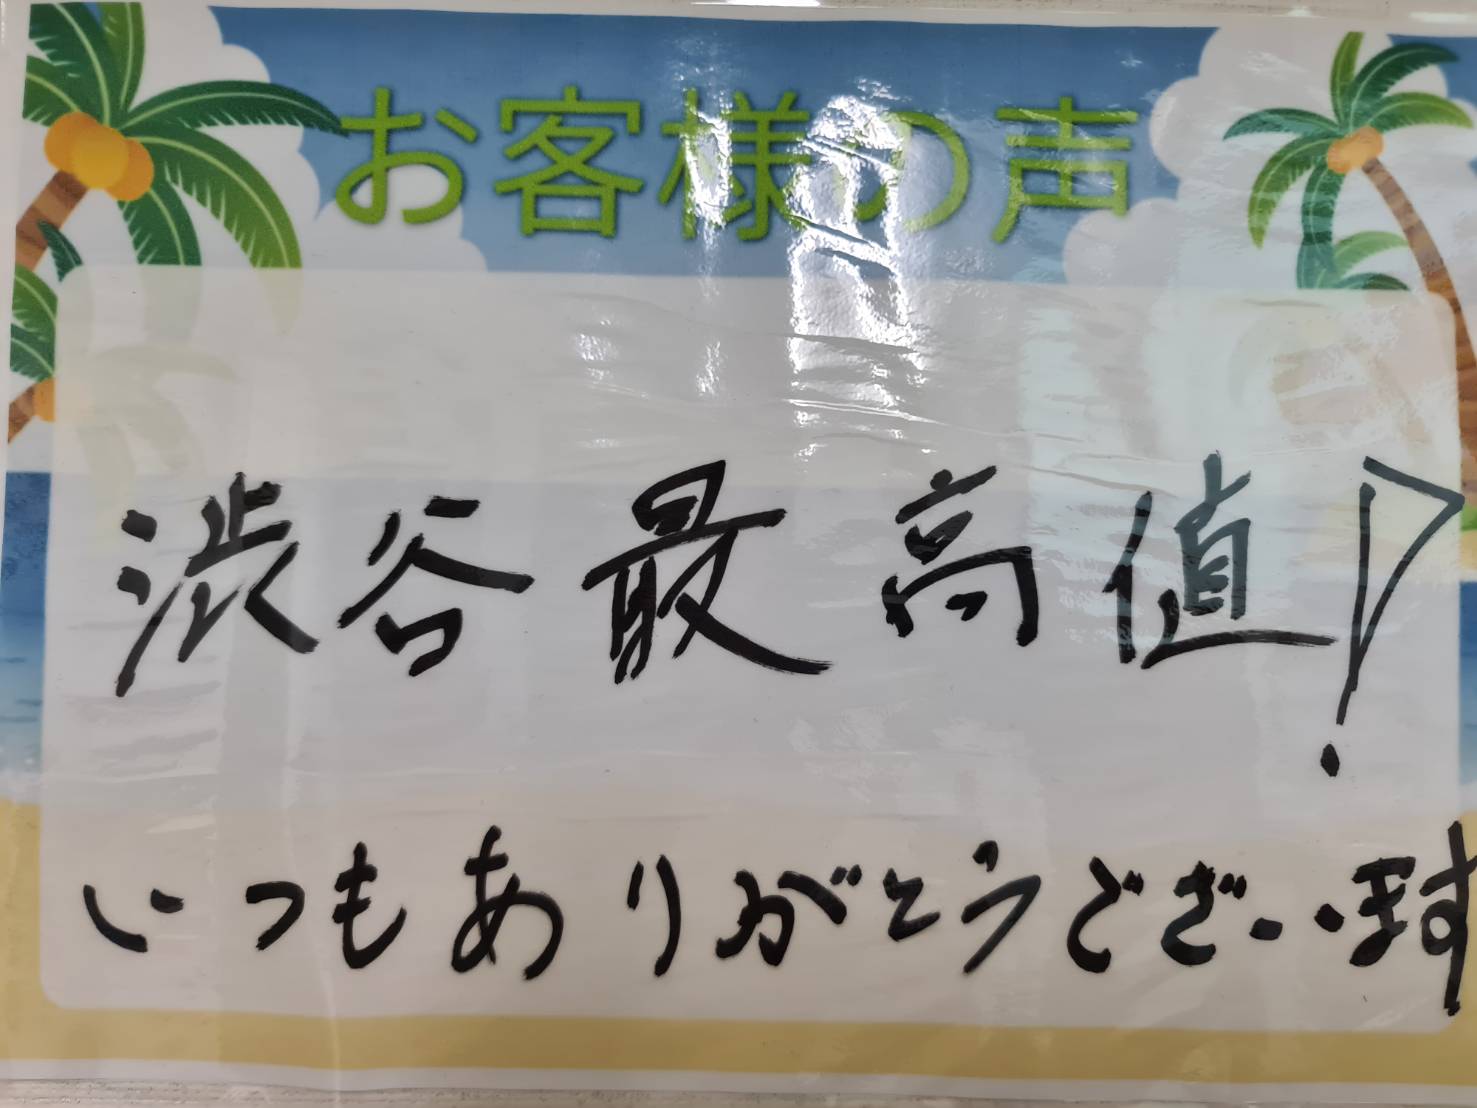 お客様の声
渋谷最高値!
いつもありがとうございます